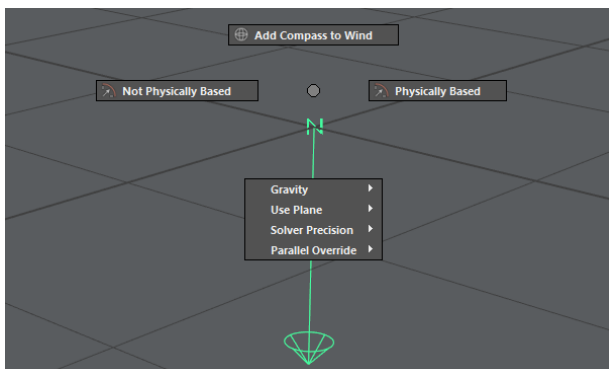 Add Compass to Wind
Not Physically Based
Physically Based
N
Gravity
Use Plane
Solver Precision
Parallel Override